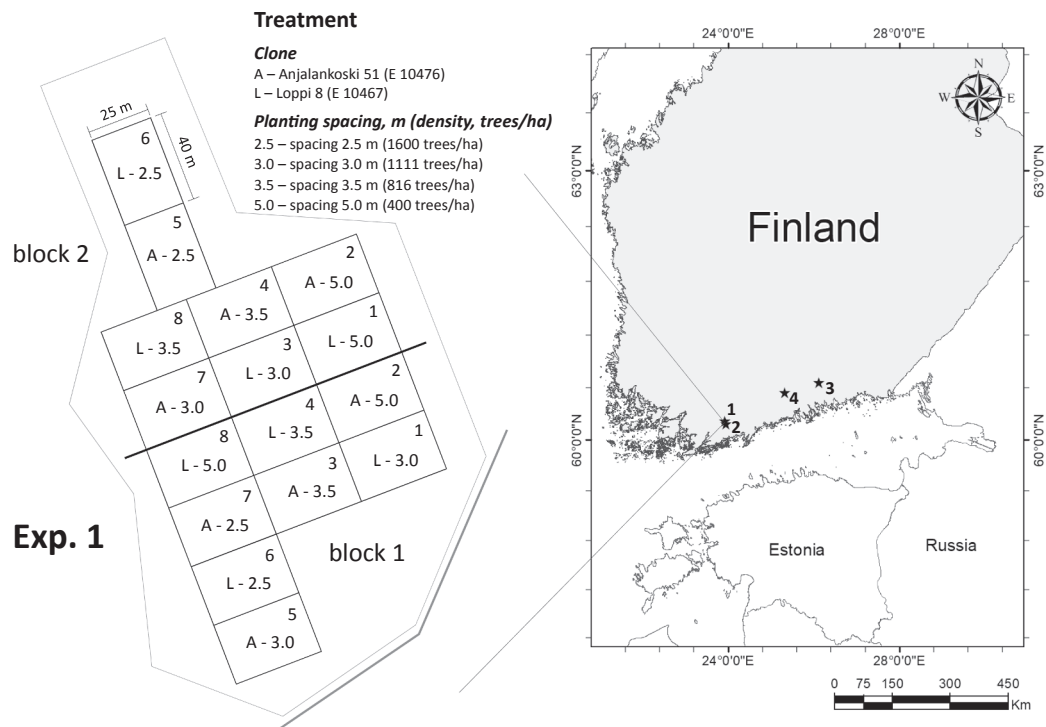 Treatment
Clone
A – Anjalankoski 51 (E 10476)
L – Loppi 8 (E 10467)
Planting spacing, m (density, trees/ha)
2.5 – spacing 2.5 m (1600 trees/ha)
3.0 – spacing 3.0 m (1111 trees/ha)
3.5 – spacing 3.5 m (816 trees/ha)
5.0 – spacing 5.0 m (400 trees/ha)
25 m
40 m
6
L - 2.5
5
A - 2.5
block 2
2
A - 5.0
4
A - 3.5
8
L - 3.5
1
L - 5.0
3
L - 3.0
7
A - 3.0
2
A - 5.0
4
L - 3.5
8
L - 5.0
1
L - 3.0
3
A - 3.5
7
A - 2.5
Exp. 1
block 1
6
L - 2.5
5
A - 3.0
24°0'0"E 28°0'0"E
N
W E
S
63°0'0"N 63°0'0"N
Finland
3
4
1
2
60°0'0"N 60°0'0"N
Estonia
Russia
24°0'0"E 28°0'0"E
0 75 150 300 450
Km